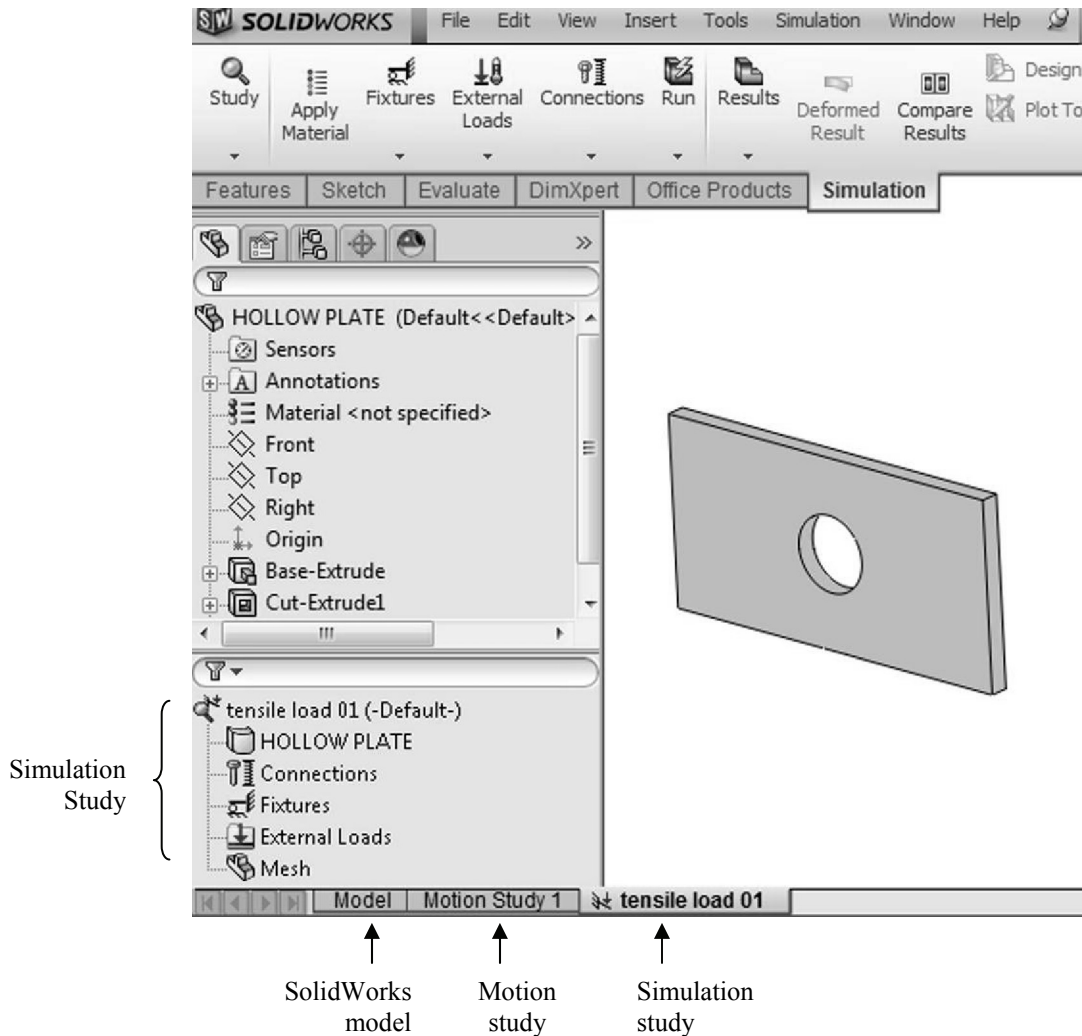 SW SOLIDWORKS File Edit View Insert Tools Simulation Window Help
Study
Apply
Material
Fixtures
External
Loads
Connections
Run
Results
Deformed
Result
Compare
Results
Design
Plot To
Features Sketch Evaluate DimXpert Office Products Simulation
»
HOLLOW PLATE (Default<<Default>
Sensors
A Annotations
Material <not specified>
Front
Top
Right
Origin
Base-Extrude
Cut-Extrude1
tensile load 01 (-Default-)
HOLLOW PLATE
Connections
Fixtures
External Loads
Mesh
Simulation
Study
Model Motion Study 1 tensile load 01
SolidWorks
model
Motion
study
Simulation
study